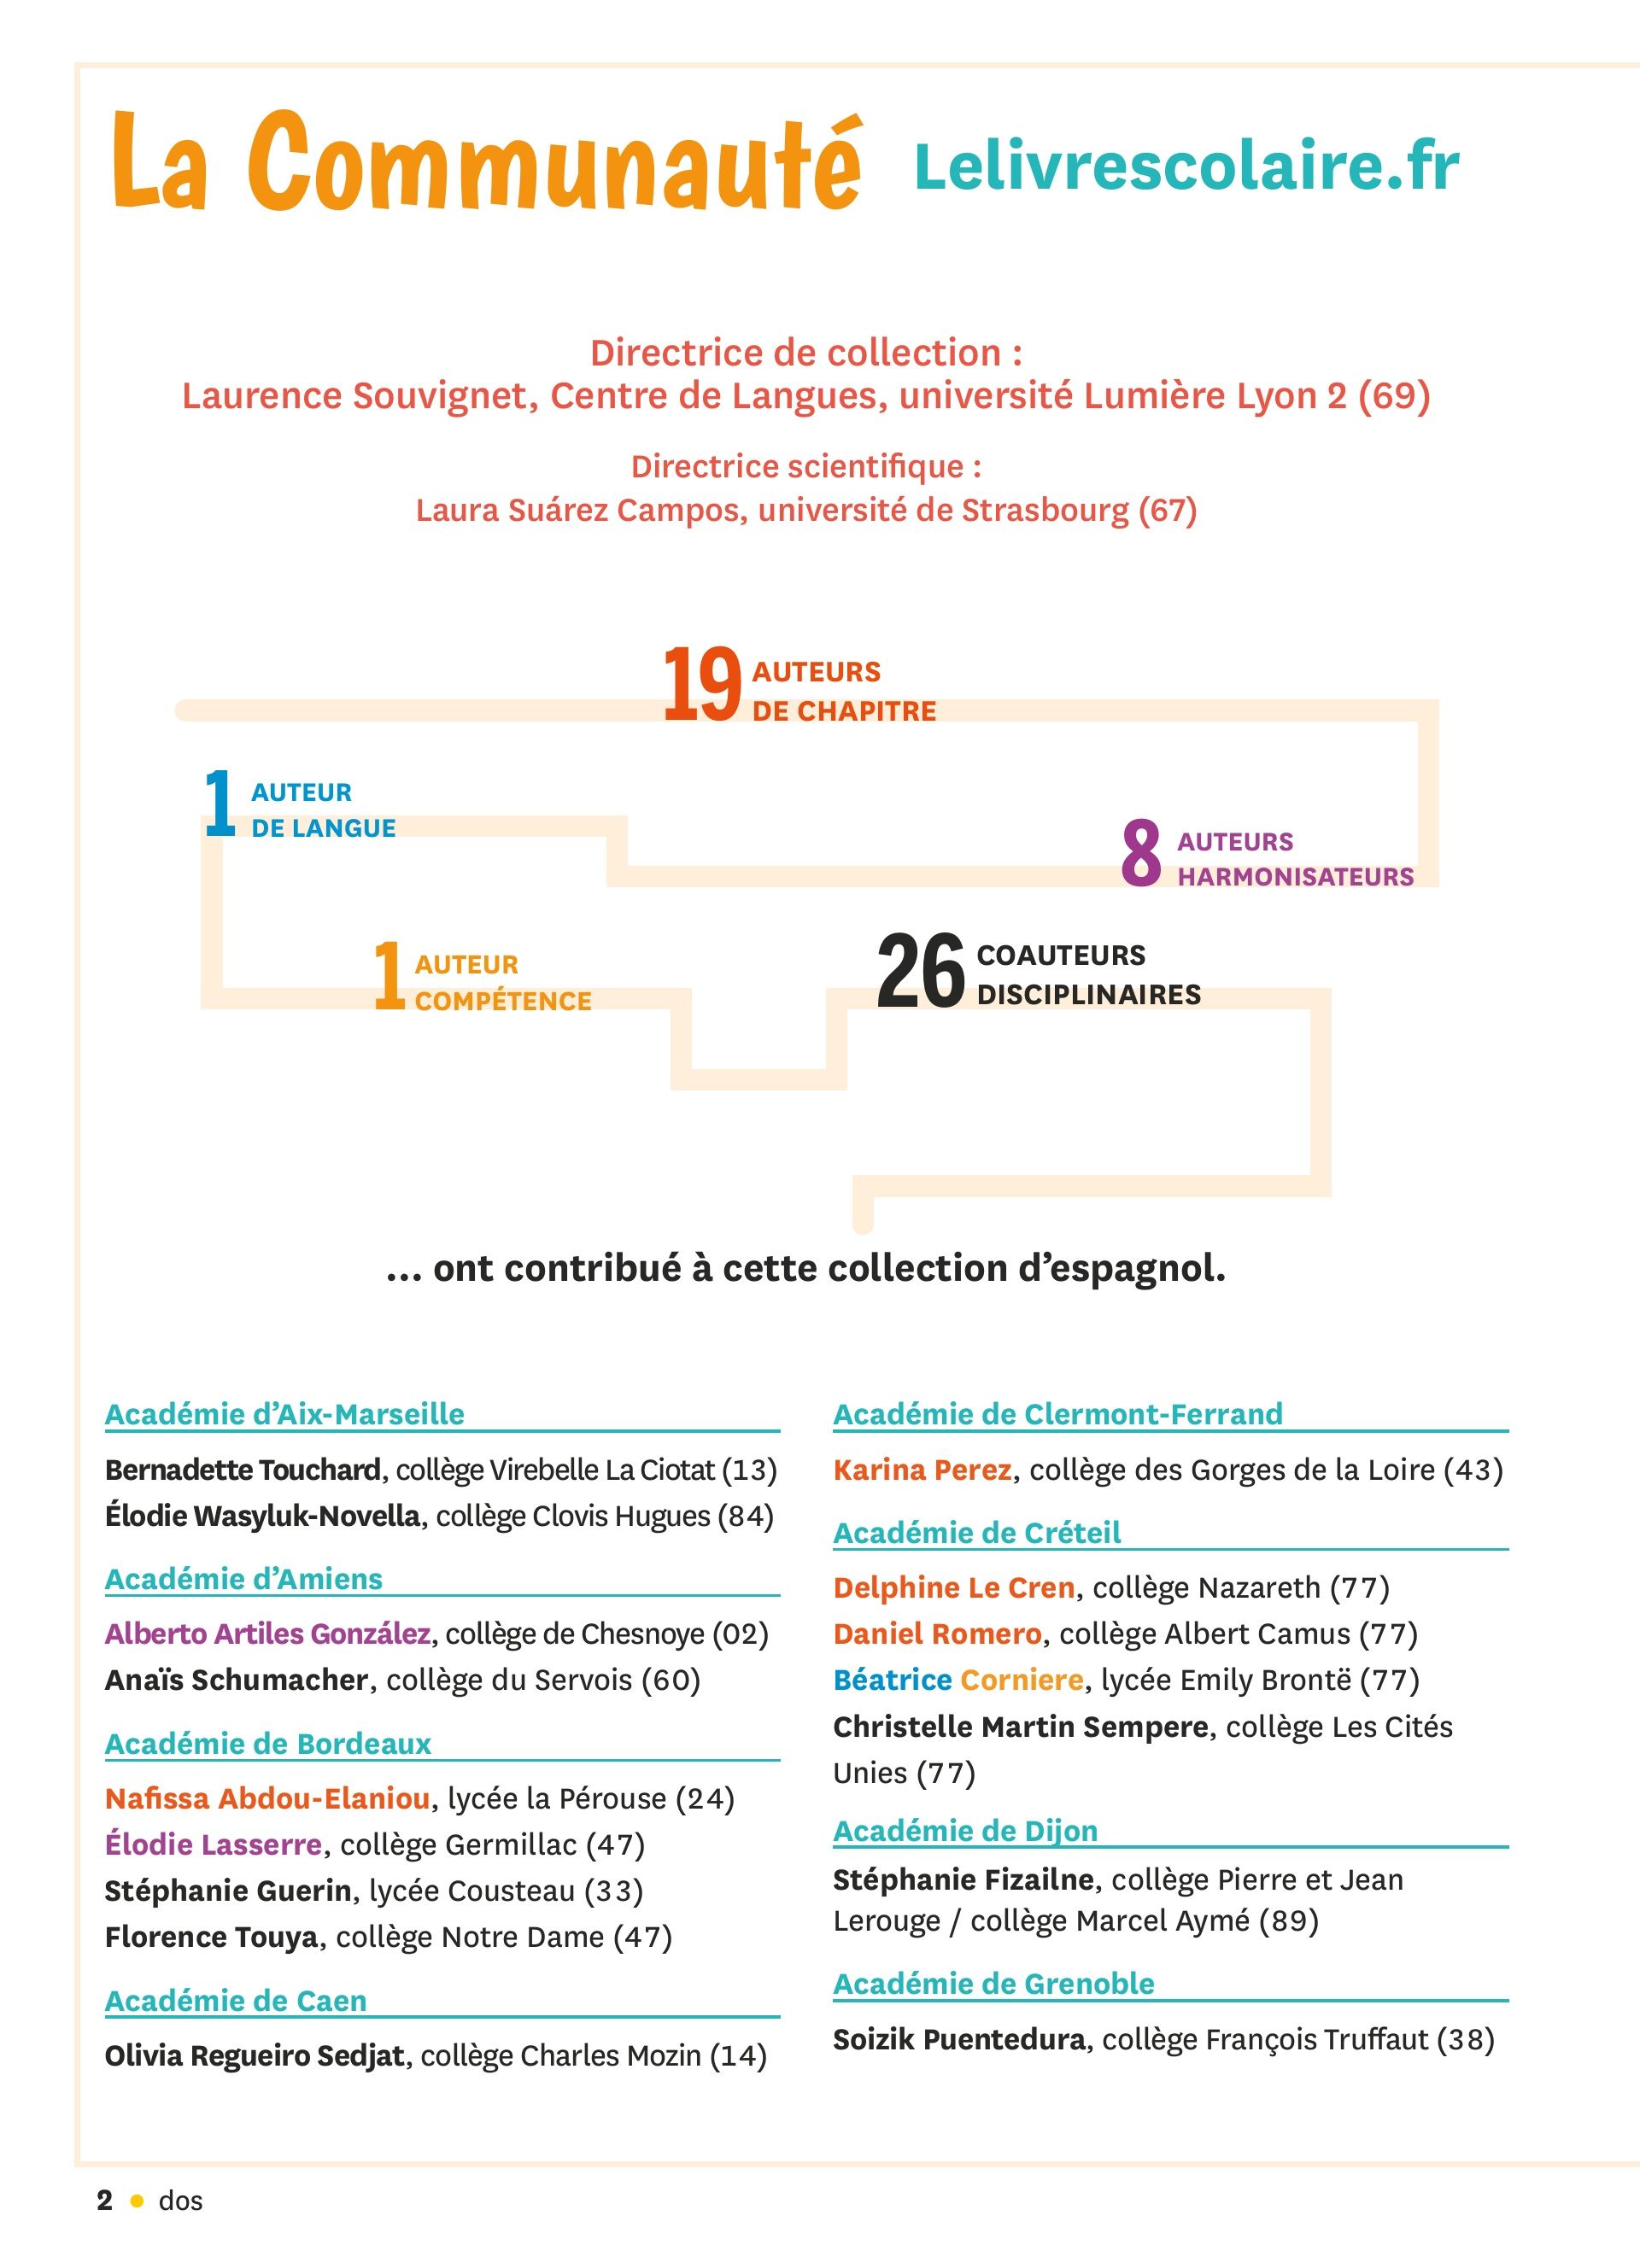 La Communauté Lelivrescolaire.fr
Directrice de collection :
Laurence Souvignet, Centre de Langues, université Lumière Lyon 2 (69)
Directrice scientifique :
Laura Suárez Campos, université de Strasbourg (67)
19 AUTEURS
DE CHAPITRE
1 AUTEUR
DE LANGUE
8 AUTEURS
HARMONISATEURS
1 AUTEUR
COMPÉTENCE
26 COAUTEURS
DISCIPLINAIRES
... ont contribué à cette collection d’espagnol.
Académie d’Aix-Marseille
Bernadette Touchard, collège Virebelle La Ciotat (13)
Élodie Wasyluk-Novella, collège Clovis Hugues (84)
Académie d’Amiens
Alberto Artiles González, collège de Chesnoye (02)
Anaïs Schumacher, collège du Servois (60)
Académie de Bordeaux
Nafissa Abdou-Elaniou, lycée la Pérouse (24)
Élodie Lasserre, collège Germillac (47)
Stéphanie Guerin, lycée Cousteau (33)
Florence Touya, collège Notre Dame (47)
Académie de Caen
Olivia Regueiro Sedjat, collège Charles Mozin (14)
Académie de Clermont-Ferrand
Karina Perez, collège des Gorges de la Loire (43)
Académie de Créteil
Delphine Le Cren, collège Nazareth (77)
Daniel Romero, collège Albert Camus (77)
Béatrice Corniere, lycée Emily Brontë (77)
Christelle Martin Sempere, collège Les Cités
Unies (77)
Académie de Dijon
Stéphanie Fizailne, collège Pierre et Jean
Lerouge / collège Marcel Aymé (89)
Académie de Grenoble
Soizik Puentedura, collège François Truffaut (38)
2 • dos